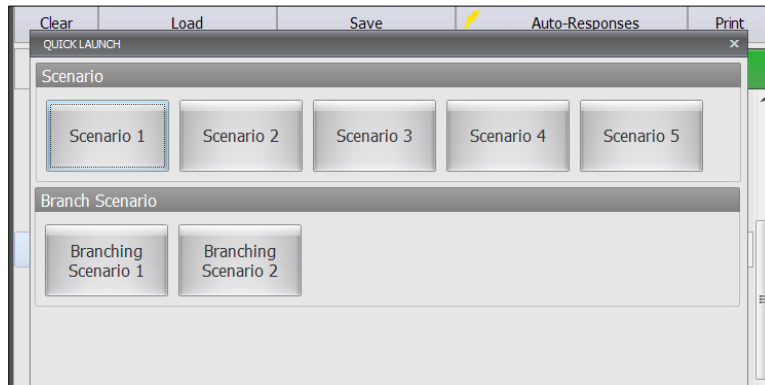 Clear Load Save Auto-Responses Print
QUICK LAUNCH x
Scenario
Scenario 1 Scenario 2 Scenario 3 Scenario 4 Scenario 5
Branch Scenario
Branching Branching
Scenario 1 Scenario 2